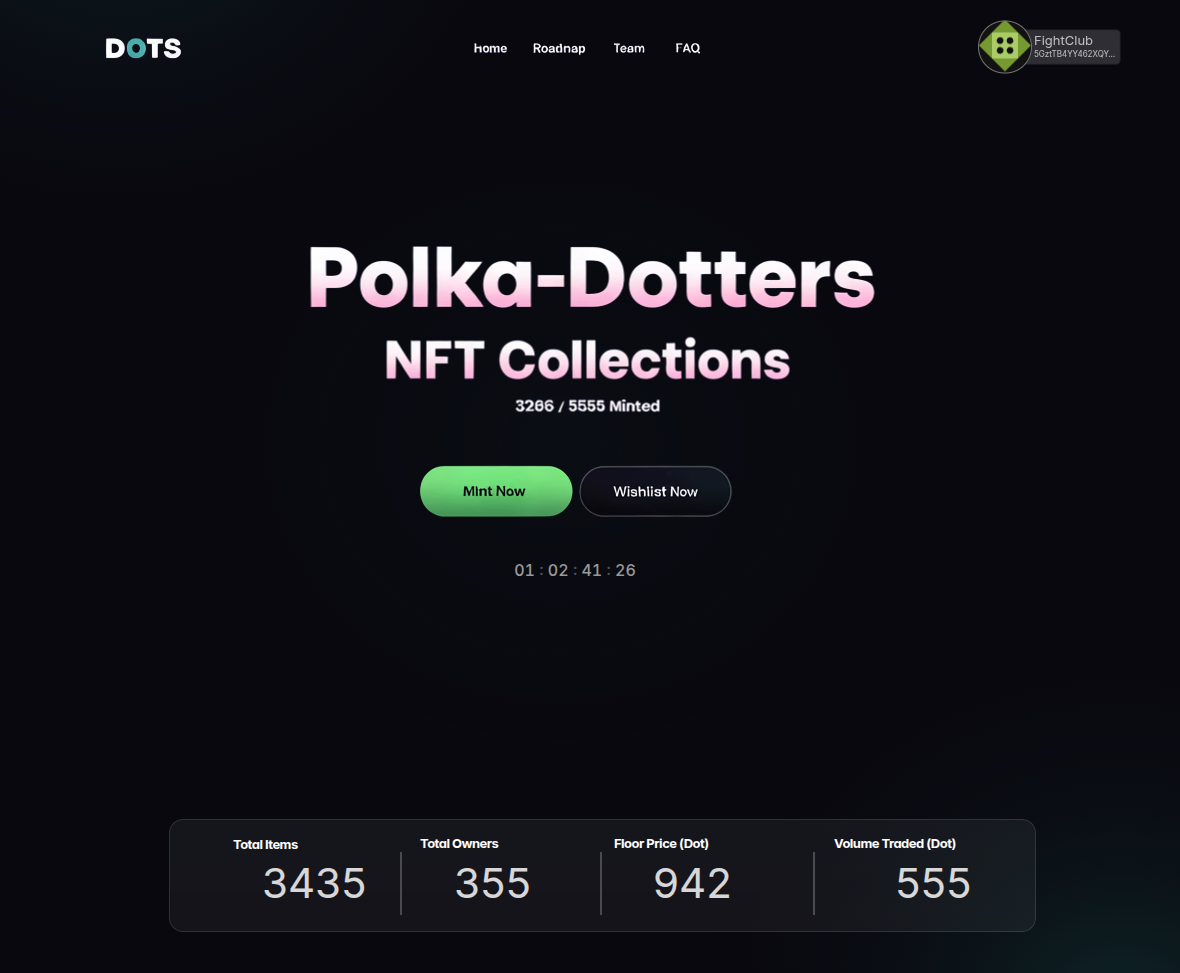 DOTS
Home Roadnap Team FAQ
FightClub
5GztTB4YY462XQY...
Polka-Dotters
NFT Collections
3266 / 5555 Minted
Mint Now
Wishlist Now
01 : 02 : 41 : 26
Total Items Total Owners Floor Price (Dot) Volume Traded (Dot)
3435 355 942 555